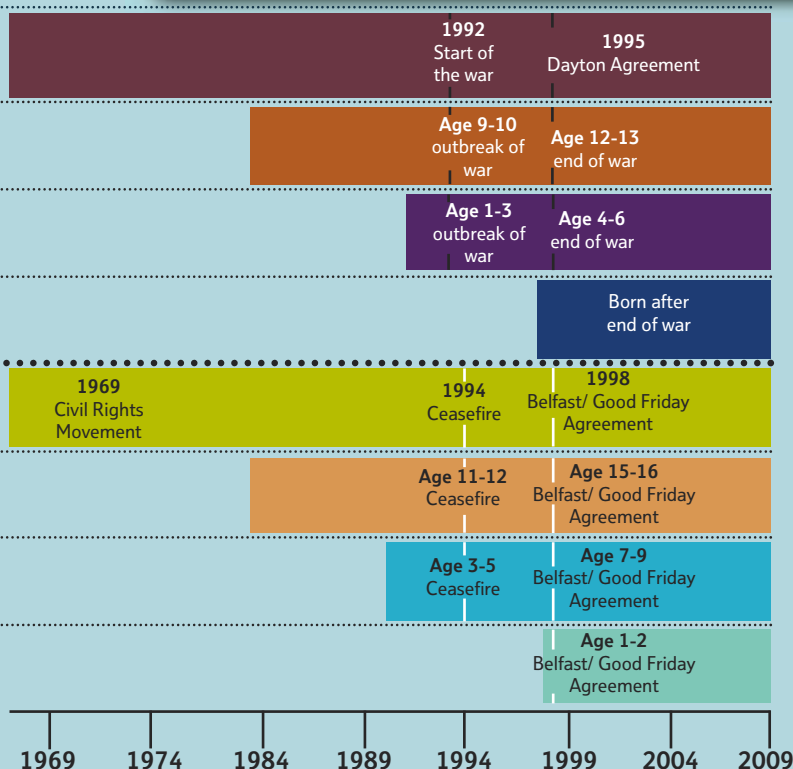 1992
Start of
the war
1995
Dayton Agreement
Age 9-10
outbreak of
war
Age 12-13
end of war
Age 1-3
outbreak of
war
Age 4-6
end of war
Born after
end of war
1969
Civil Rights
Movement
1994
Ceasefire
1998
Belfast/ Good Friday
Agreement
Age 11-12
Ceasefire
Age 15-16
Belfast/ Good Friday
Agreement
Age 3-5
Ceasefire
Age 7-9
Belfast/ Good Friday
Agreement
Age 1-2
Belfast/ Good Friday
Agreement
1969 1974 1984 1989 1994 1999 2004 2009